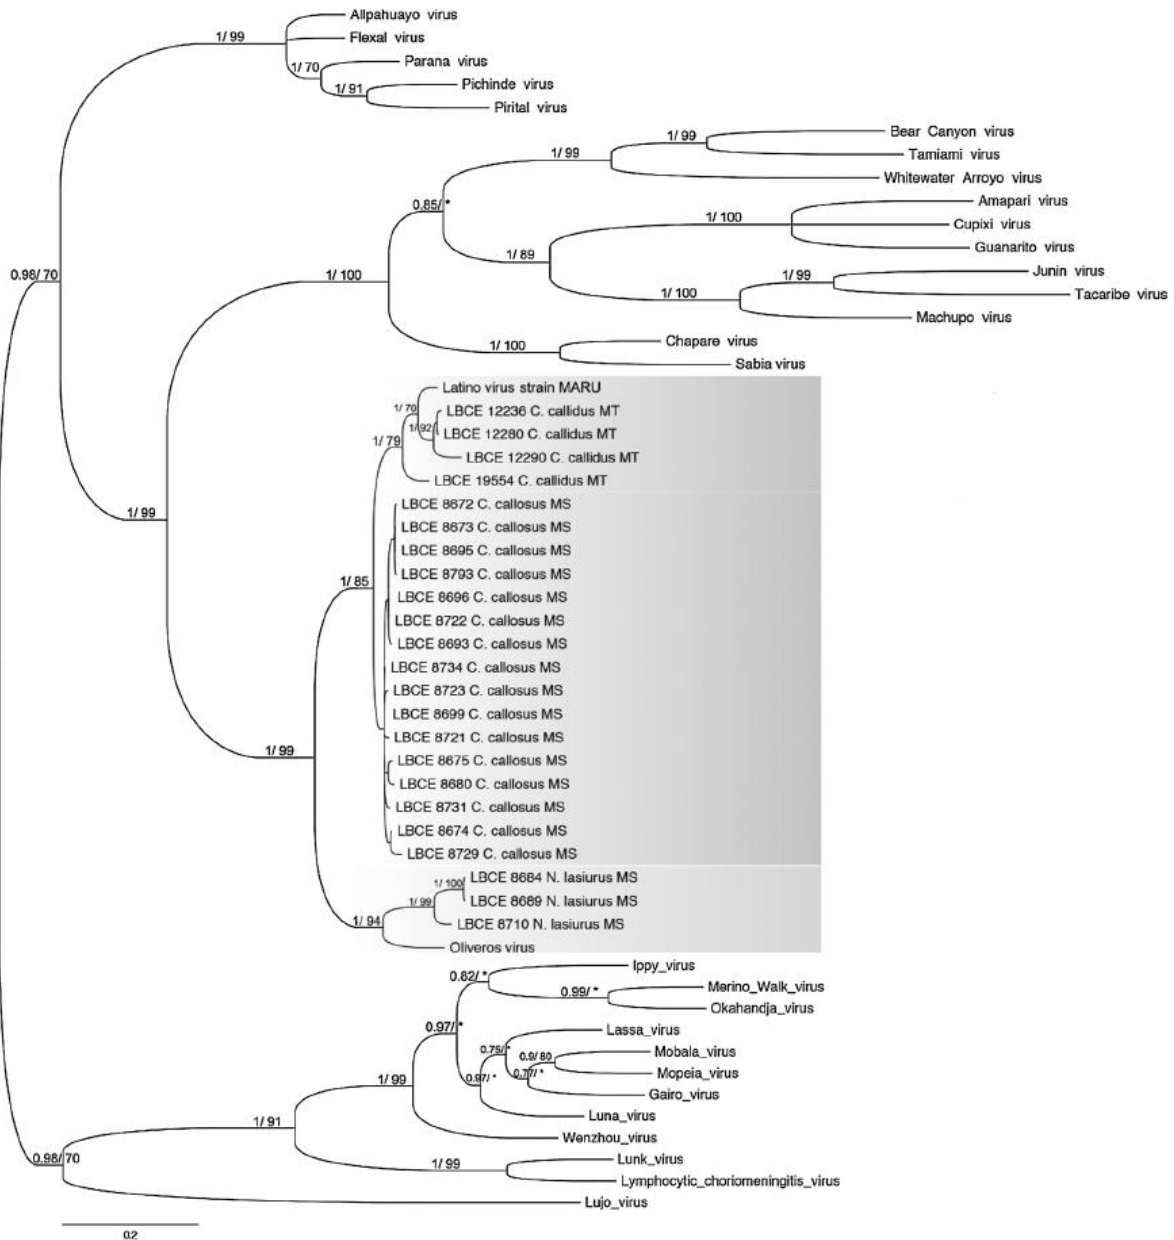 Allpahuayo virus
1/ 99
Flexal virus
Parana virus
1/ 70
Pichinde virus
1/ 91
Pirital virus
Bear Canyon virus
1/ 99
Tamiami virus
1/ 99
Whitewater Arroyo virus
Amapari virus
0.85/ *
1/ 100
Cupixi virus
Guanarito virus
1/ 89
Junin virus
0.98/ 70
1/ 100
1/ 99
Tacaribe virus
1/ 100
Machupo virus
Chapare virus
1/ 100
Sabia virus
Latino virus strain MARU
1/ 70
LBCE 12236 C. callidus MT
1/ 92
LBCE 12280 C. callidus MT
1/ 79
LBCE 12290 C. callidus MT
LBCE 19554 C. callidus MT
LBCE 8672 C. callosus MS
1/ 99
LBCE 8673 C. callosus MS
LBCE 8695 C. callosus MS
LBCE 8793 C. callosus MS
1/ 85
LBCE 8696 C. callosus MS
LBCE 8722 C. callosus MS
LBCE 8693 C. callosus MS
LBCE 8734 C. callosus MS
LBCE 8723 C. callosus MS
LBCE 8699 C. callosus MS
LBCE 8721 C. callosus MS
1/ 99
LBCE 8675 C. callosus MS
LBCE 8680 C. callosus MS
LBCE 8731 C. callosus MS
LBCE 8674 C. callosus MS
LBCE 8729 C. callosus MS
LBCE 8684 N. lasiurus MS
1/ 100
LBCE 8689 N. lasiurus MS
1/ 99
LBCE 8710 N. lasiurus MS
1/ 94
Oliveros virus
Ippy_virus
0.82/ *
Merino_Walk_virus
0.99/ *
Okahandja_virus
0.97/ *
Lassa_virus
0.75/ *
Mobala_virus
0.9/ 80
Mopeia_virus
0.77/ *
0.97/ *
1/ 99
Gairo_virus
Luna_virus
1/ 91
Wenzhou_virus
0.98/ 70
Lunk_virus
1/ 99
Lymphocytic_choriomeningitis_virus
Lujo_virus
0.2